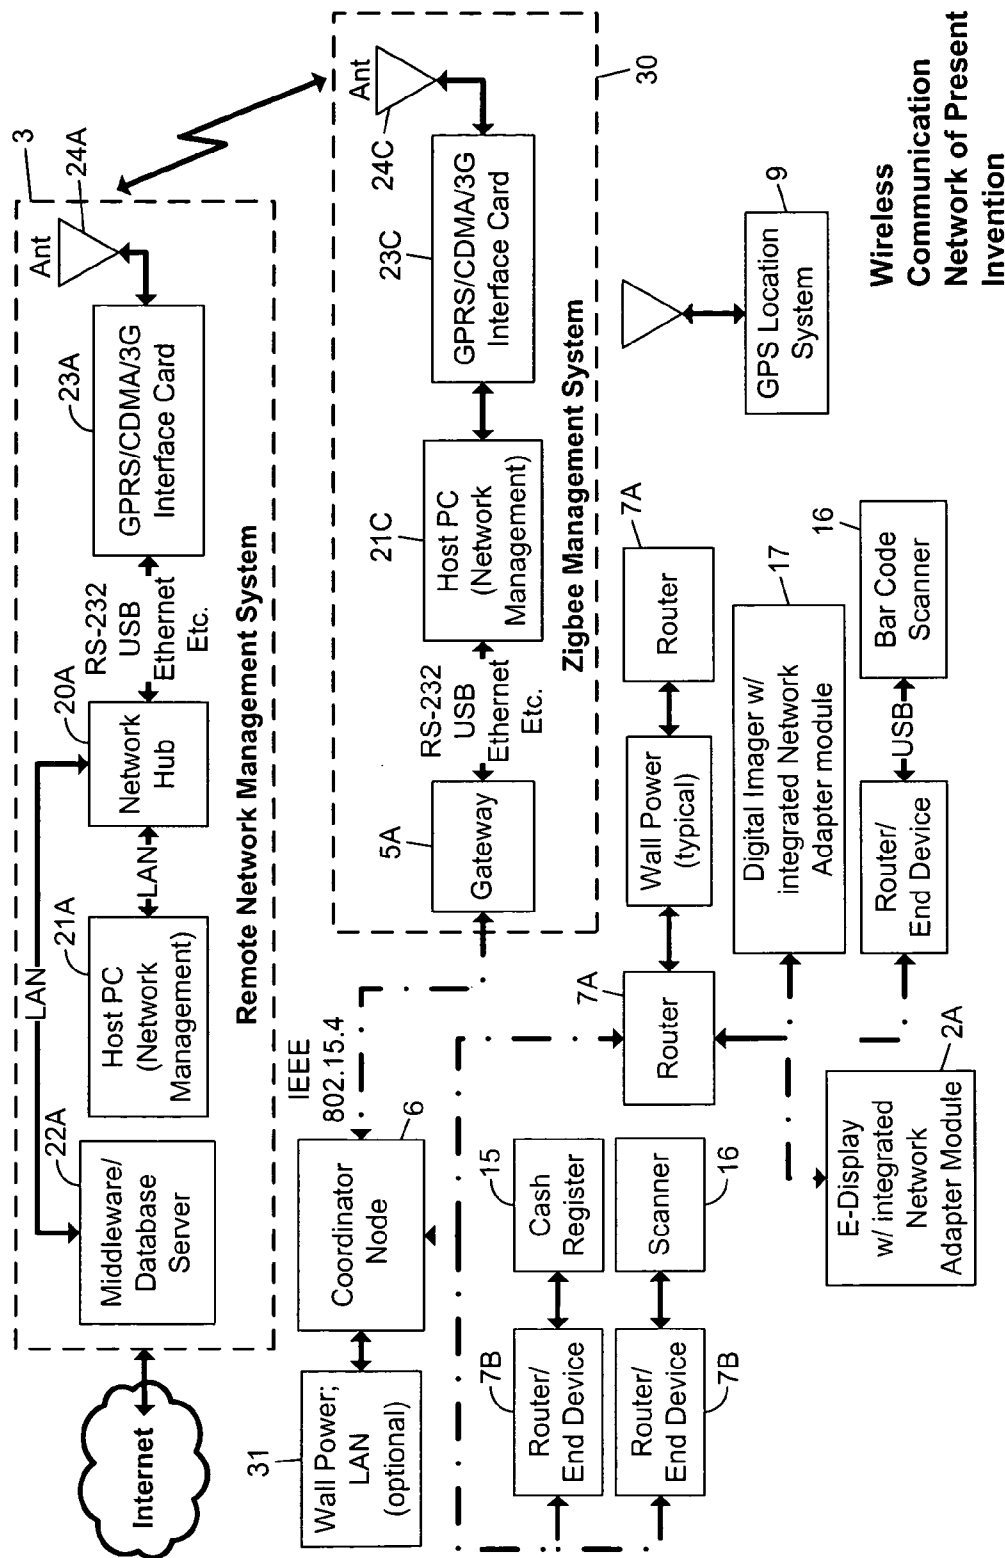 Internet
LAN
22A
Middleware/
Database
Server
21A
Host PC
(Network
Management)
LAN
20A
Network
Hub
RS-232
USB
Ethernet
Etc.
23A
GPRS/CDMA/3G
Interface Card
Ant
24A
3
Remote Network Management System
31
Wall Power;
LAN
(optional)
6
Coordinator
Node
IEEE
802.15.4
5A
Gateway
RS-232
USB
Ethernet
Etc.
21C
Host PC
(Network
Management)
23C
GPRS/CDMA/3G
Interface Card
24C
Ant
Zigbee Management System
30
7B
Router/
End Device
15
Cash
Register
Router/
End Device
7B
Scanner
16
7A
Router
Wall Power
(typical)
7A
Router
GPS Location
System
9
Digital Imager w/
integrated Network
Adapter module
17
Router/
End Device
USB
Bar Code
Scanner
16
E-Display
w/ integrated
Network
Adapter Module
2A
Wireless
Communication
Network of Present
Invention